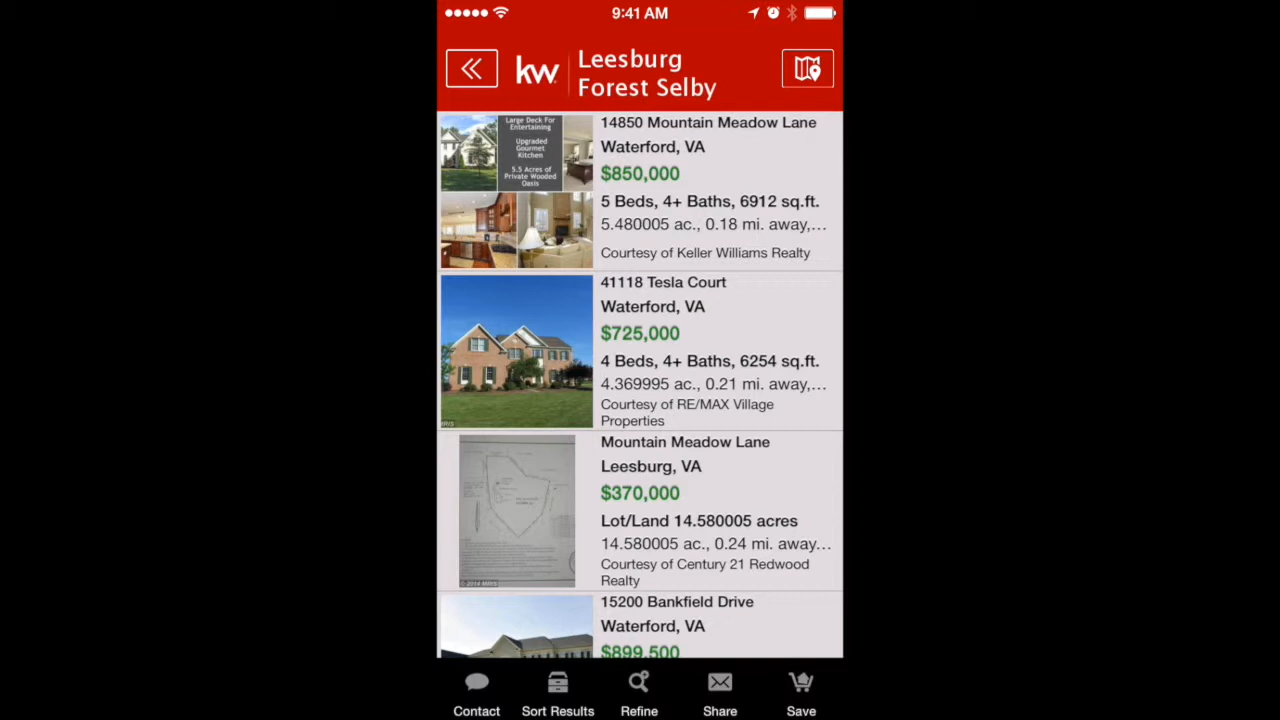 9:41 AM
kw
Leesburg
Forest Selby
Large Deck For
Entertaining
Upgraded
Gourmet
Kitchen
5.5 Acres of
Private Wooded
Oasis
14850 Mountain Meadow Lane
Waterford, VA
$850,000
5 Beds, 4+ Baths, 6912 sq.ft.
5.480005 ac., 0.18 mi. away,...
Courtesy of Keller Williams Realty
41118 Tesla Court
Waterford, VA
$725,000
4 Beds, 4+ Baths, 6254 sq.ft.
4.369995 ac., 0.21 mi. away,...
Courtesy of RE/MAX Village
Properties
MRIS
Mountain Meadow Lane
Leesburg, VA
$370,000
Lot/Land 14.580005 acres
14.580005 ac., 0.24 mi. away...
Courtesy of Century 21 Redwood
Realty
© 2014 MRIS
15200 Bankfield Drive
Waterford, VA
$899,500
Contact
Sort Results
Refine
Share
Save